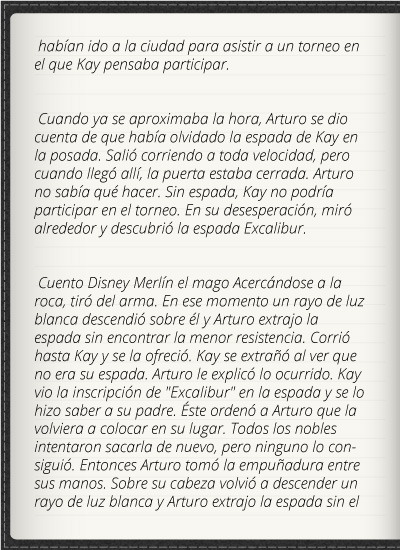 habían ido a la ciudad para asistir a un torneo en
el que Kay pensaba participar.
Cuando ya se aproximaba la hora, Arturo se dio
cuenta de que había olvidado la espada de Kay en
la posada. Salió corriendo a toda velocidad, pero
cuando llegó allí, la puerta estaba cerrada. Arturo
no sabía qué hacer. Sin espada, Kay no podría
participar en el torneo. En su desesperación, miró
alrededor y descubrió la espada Excalibur.
Cuento Disney Merlín el mago Acercándose a la
roca, tiró del arma. En ese momento un rayo de luz
blanca descendió sobre él y Arturo extrajo la
espada sin encontrar la menor resistencia. Corrió
hasta Kay y se la ofreció. Kay se extrañó al ver que
no era su espada. Arturo le explicó lo ocurrido. Kay
vio la inscripción de "Excalibur" en la espada y se lo
hizo saber a su padre. Éste ordenó a Arturo que la
volviera a colocar en su lugar. Todos los nobles
intentaron sacarla de nuevo, pero ninguno lo con-
siguió. Entonces Arturo tomó la empuñadura entre
sus manos. Sobre su cabeza volvió a descender un
rayo de luz blanca y Arturo extrajo la espada sin el